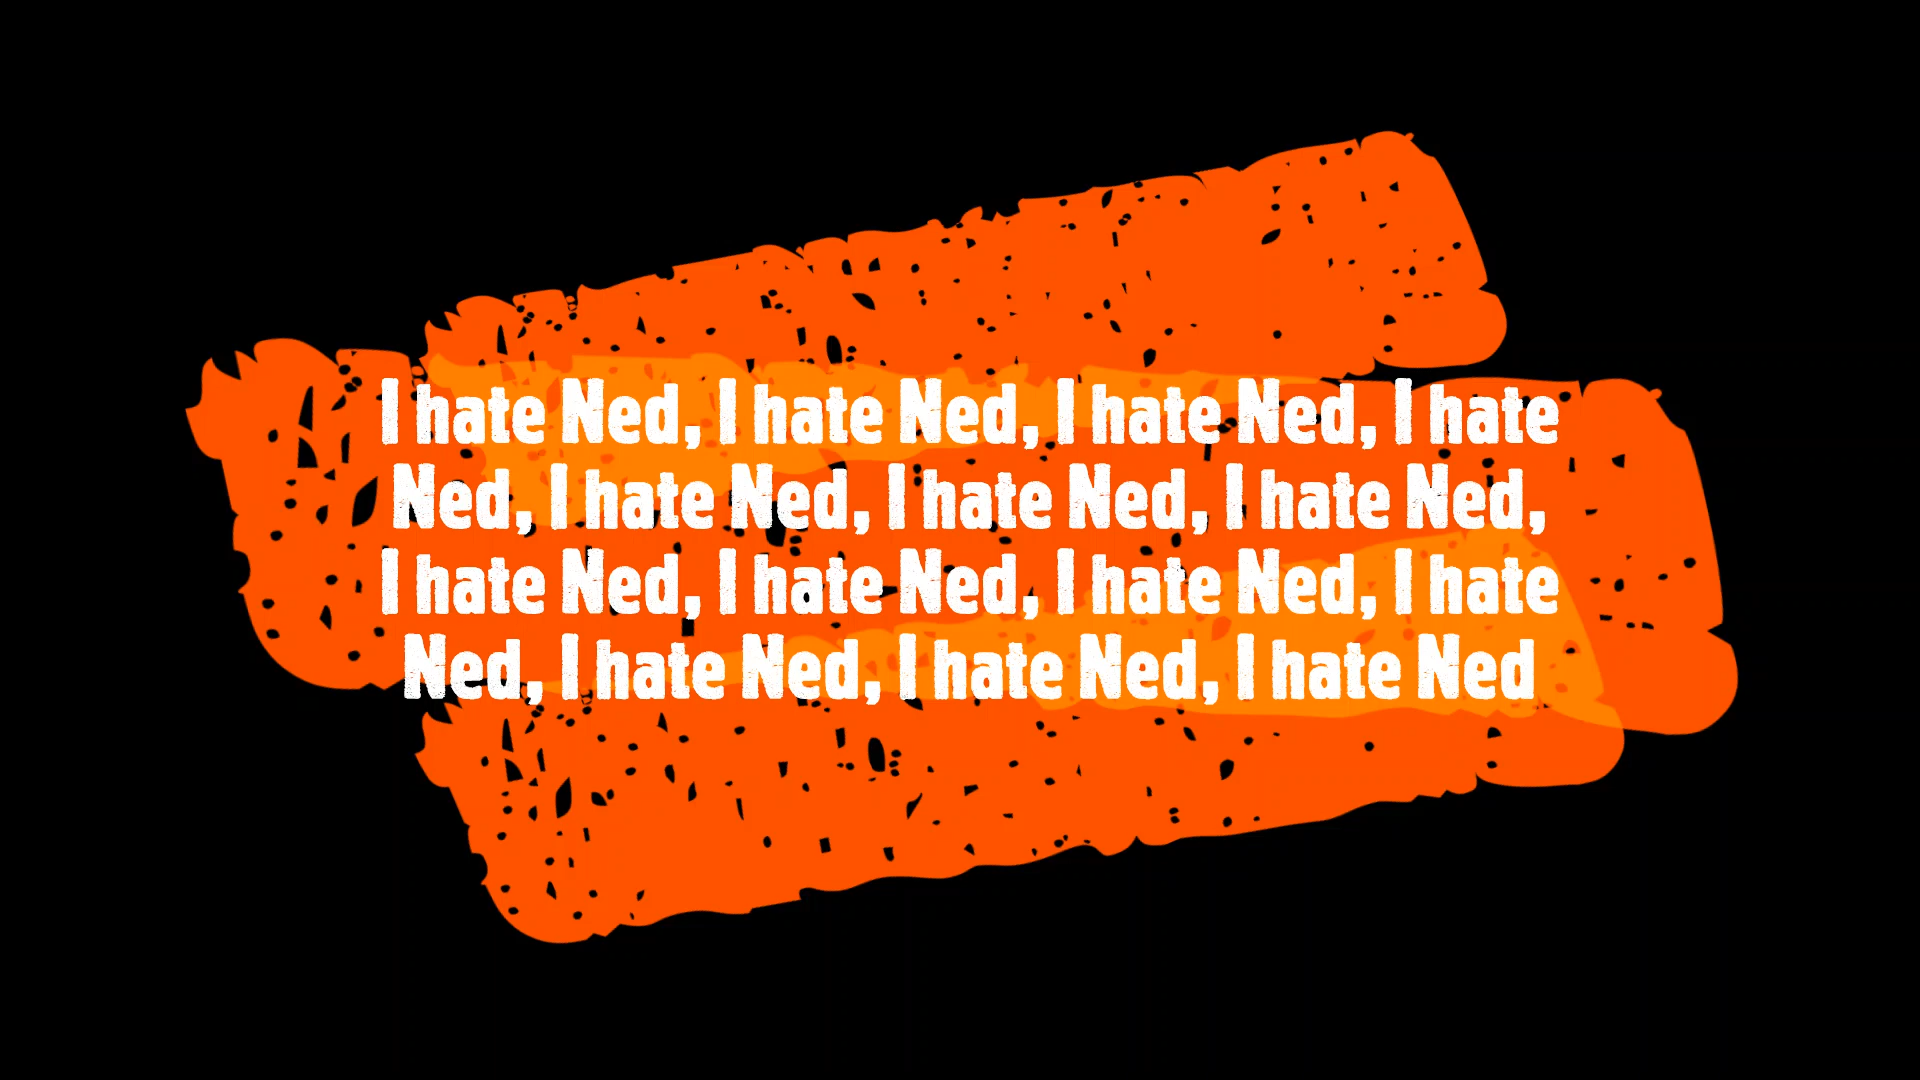 I hate Ned, I hate Ned, I hate Ned, I hate
Ned, I hate Ned, I hate Ned, I hate Ned,
I hate Ned, I hate Ned, I hate Ned, I hate
Ned, I hate Ned, I hate Ned, I hate Ned